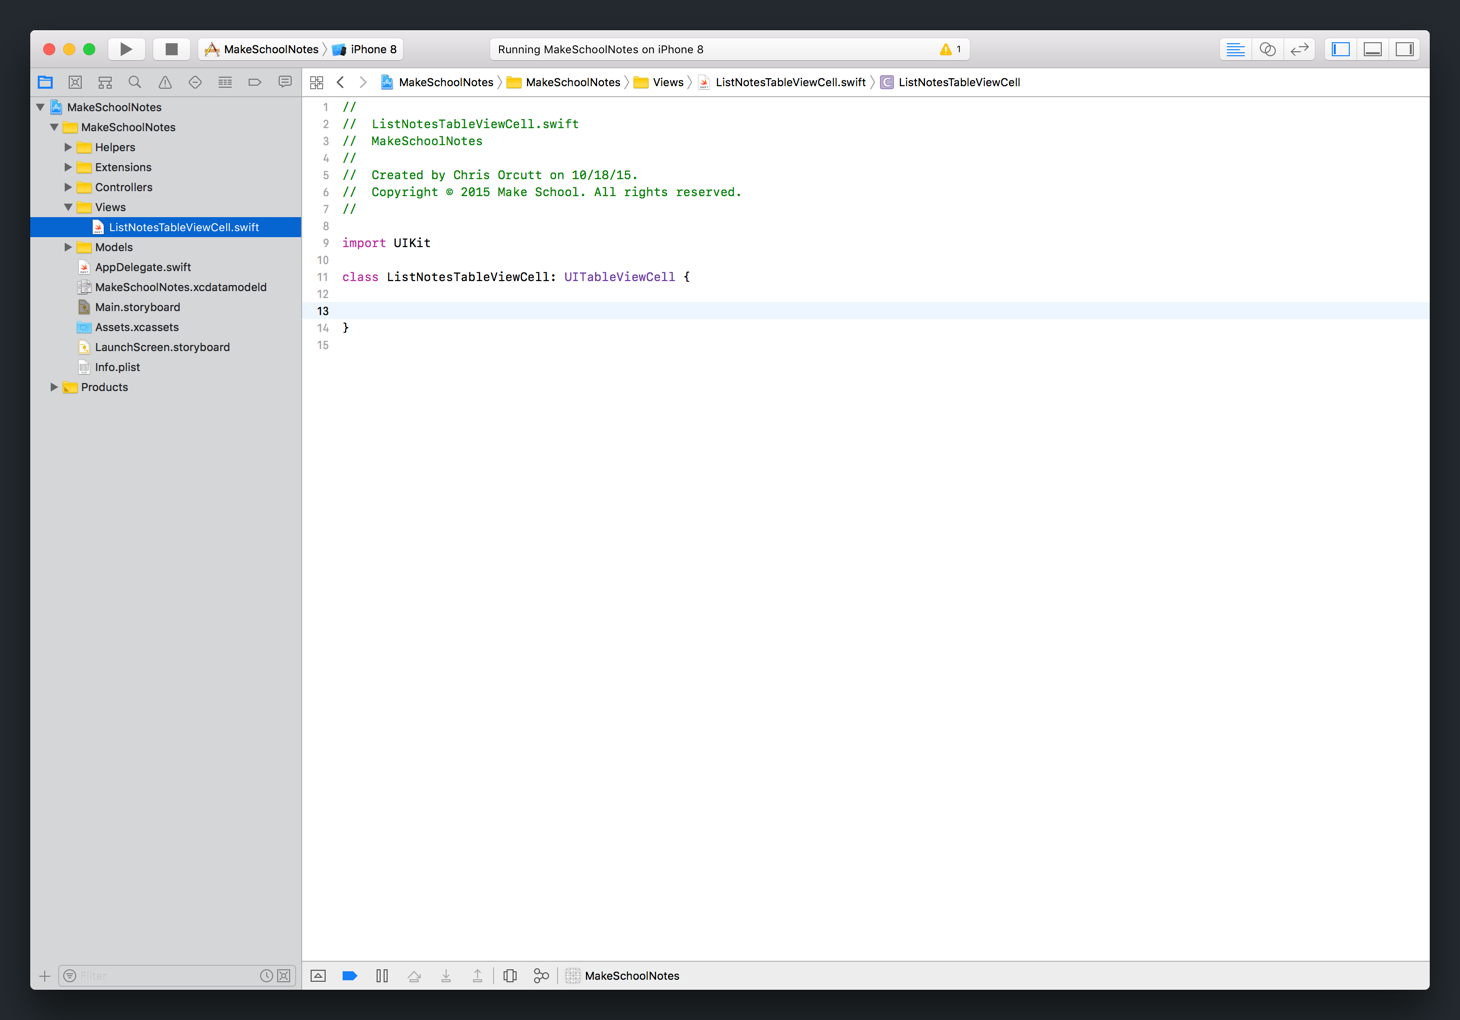 MakeSchoolNotes 〉 iPhone 8
Running MakeSchoolNotes on iPhone 8
1
MakeSchoolNotes 〉 MakeSchoolNotes 〉 Views 〉 ListNotesTableViewCell.swift 〉 C ListNotesTableViewCell
MakeSchoolNotes
MakeSchoolNotes
Helpers
Extensions
Controllers
Views
ListNotesTableViewCell.swift
Models
AppDelegate.swift
MakeSchoolNotes.xcdatamodeld
Main.storyboard
Assets.xcassets
LaunchScreen.storyboard
Info.plist
Products
Filter
1 //
2 //  ListNotesTableViewCell.swift
3 //  MakeSchoolNotes
4 //
5 //  Created by Chris Orcutt on 10/18/15.
6 //  Copyright © 2015 Make School. All rights reserved.
7 //
8
9 import UIKit
10
11 class ListNotesTableViewCell: UITableViewCell {
12
13
14 }
15
MakeSchoolNotes